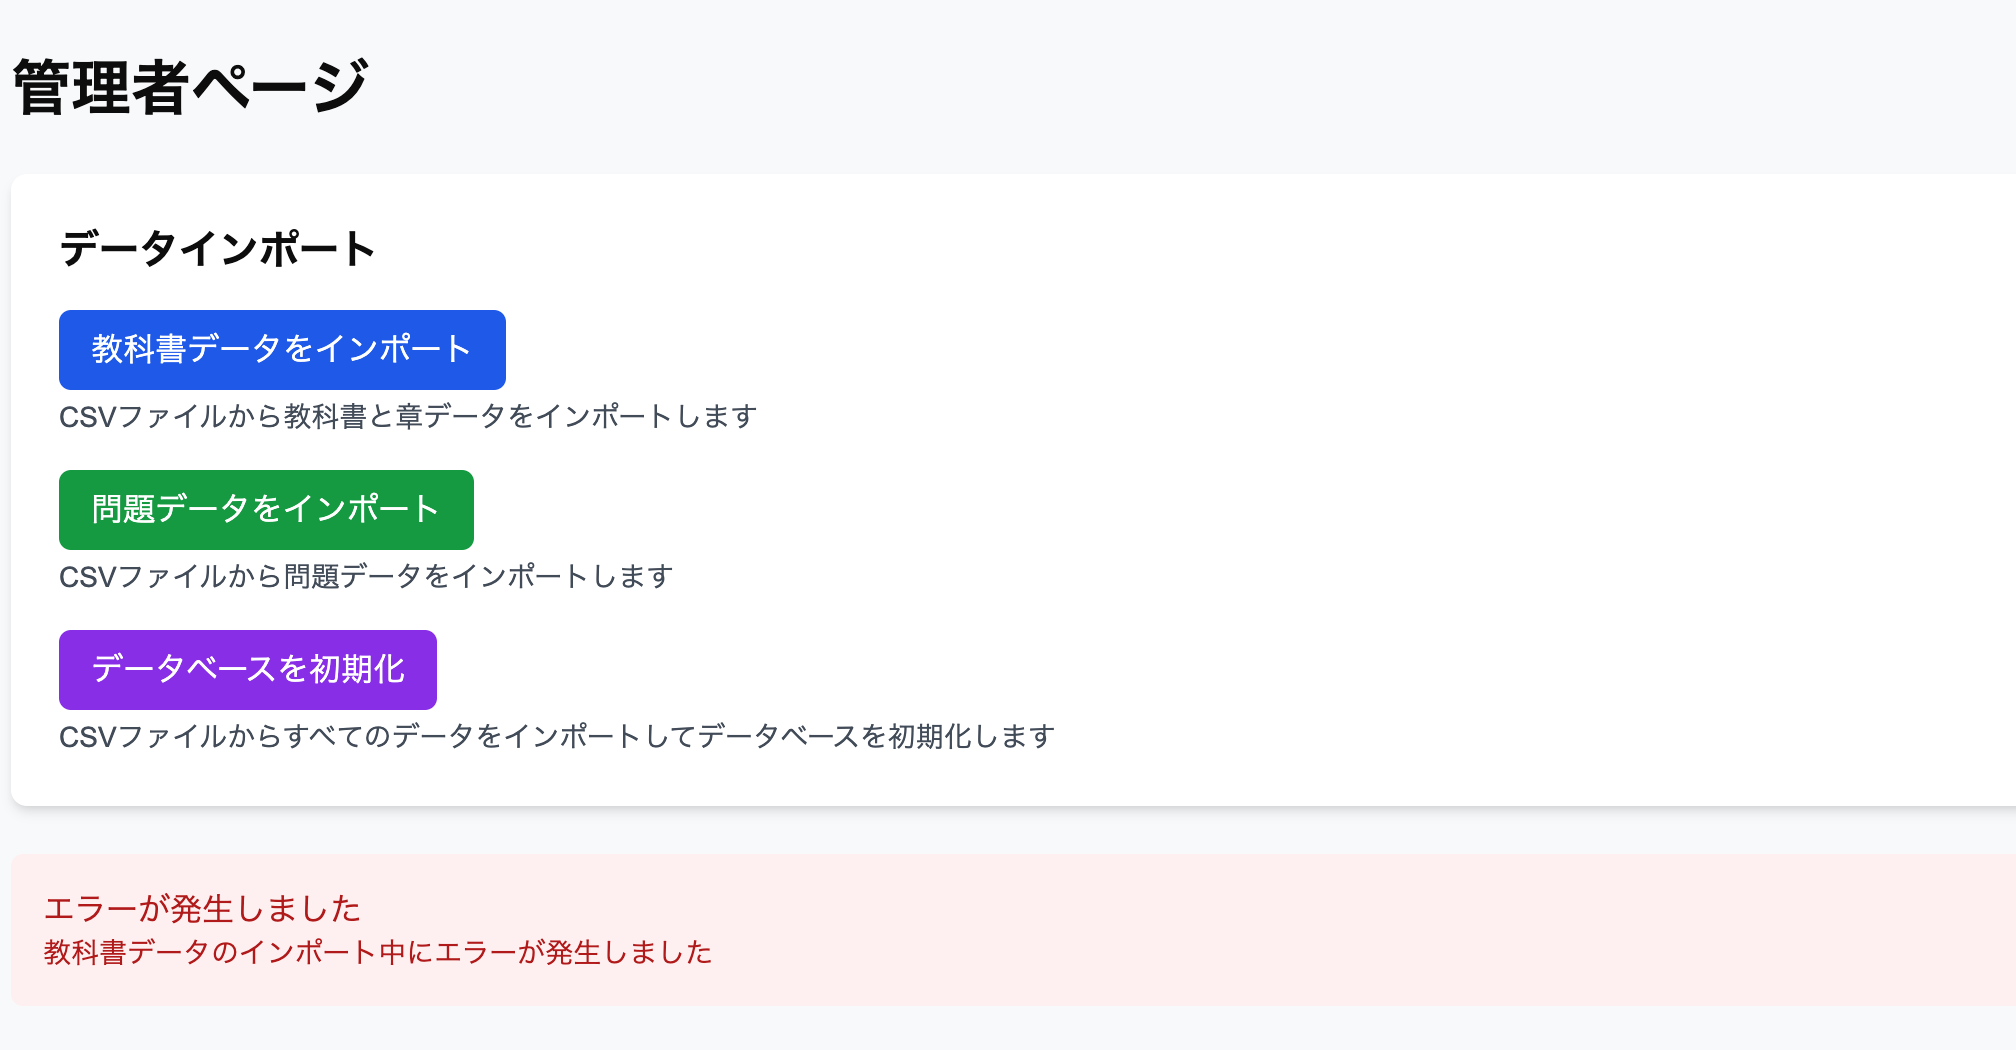 管理者ページ
データインポート
教科書データをインポート
CSVファイルから教科書と章データをインポートします
問題データをインポート
CSVファイルから問題データをインポートします
データベースを初期化
CSVファイルからすべてのデータをインポートしてデータベースを初期化します
エラーが発生しました
教科書データのインポート中にエラーが発生しました